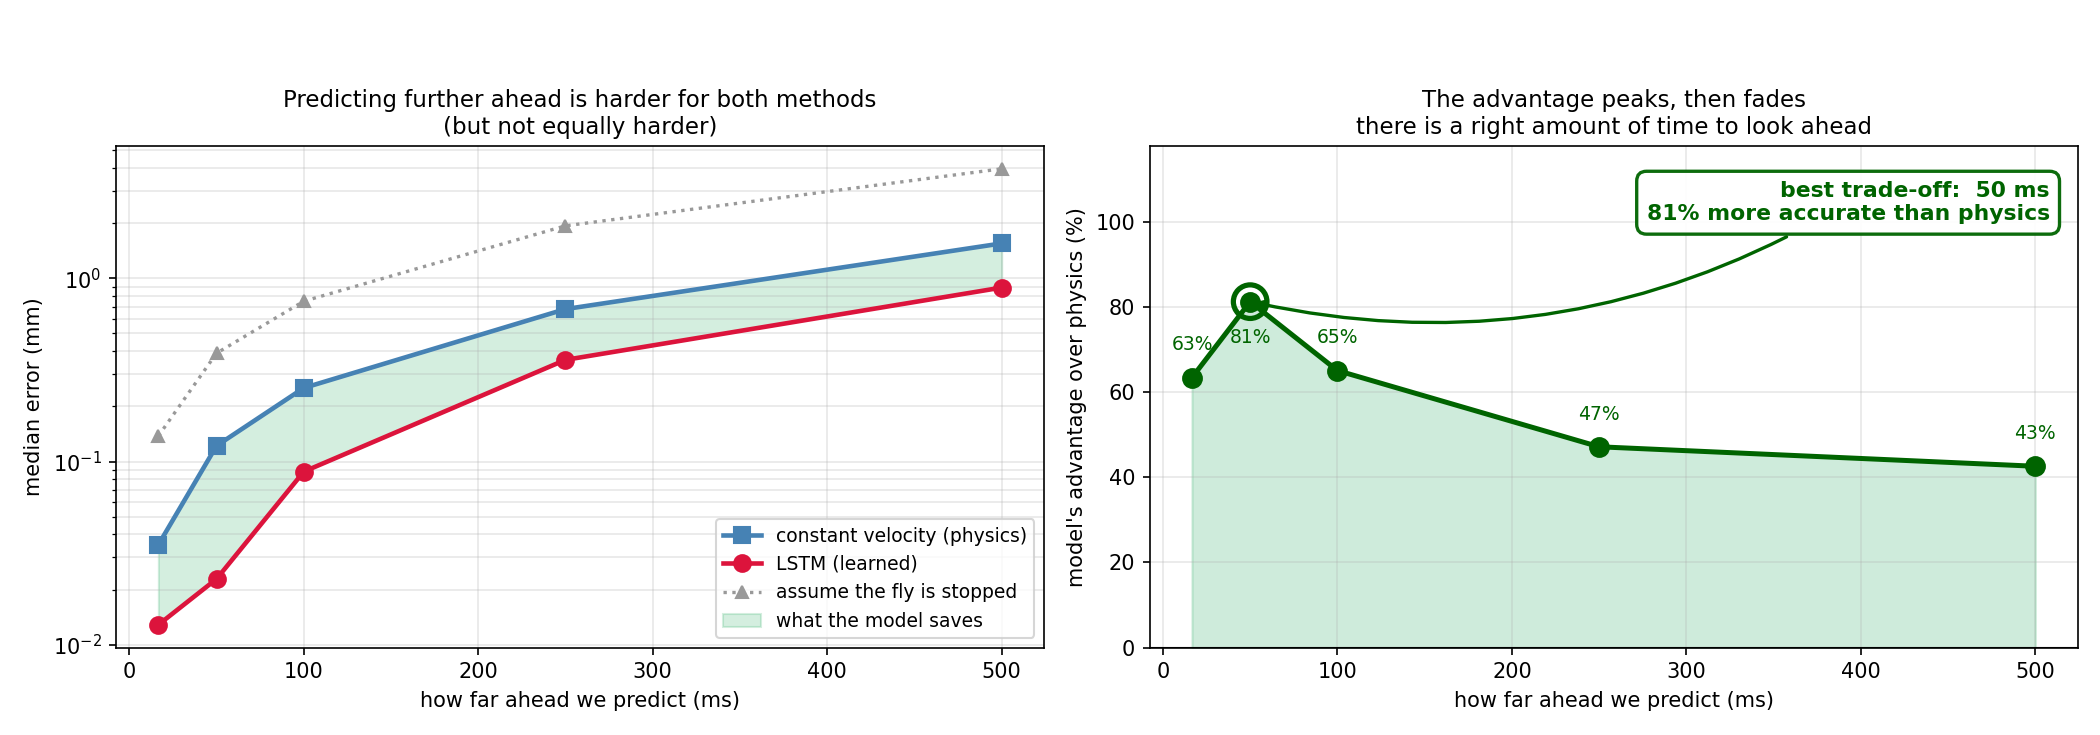 Predicting further ahead is harder for both methods
(but not equally harder)
median error (mm)
10⁰
10⁻¹
10⁻²
0
100
200
300
400
500
how far ahead we predict (ms)
constant velocity (physics)
LSTM (learned)
assume the fly is stopped
what the model saves
The advantage peaks, then fades
there is a right amount of time to look ahead
model's advantage over physics (%)
100
80
60
40
20
0
best trade-off:  50 ms
81% more accurate than physics
63%
81%
65%
47%
43%
0
100
200
300
400
500
how far ahead we predict (ms)